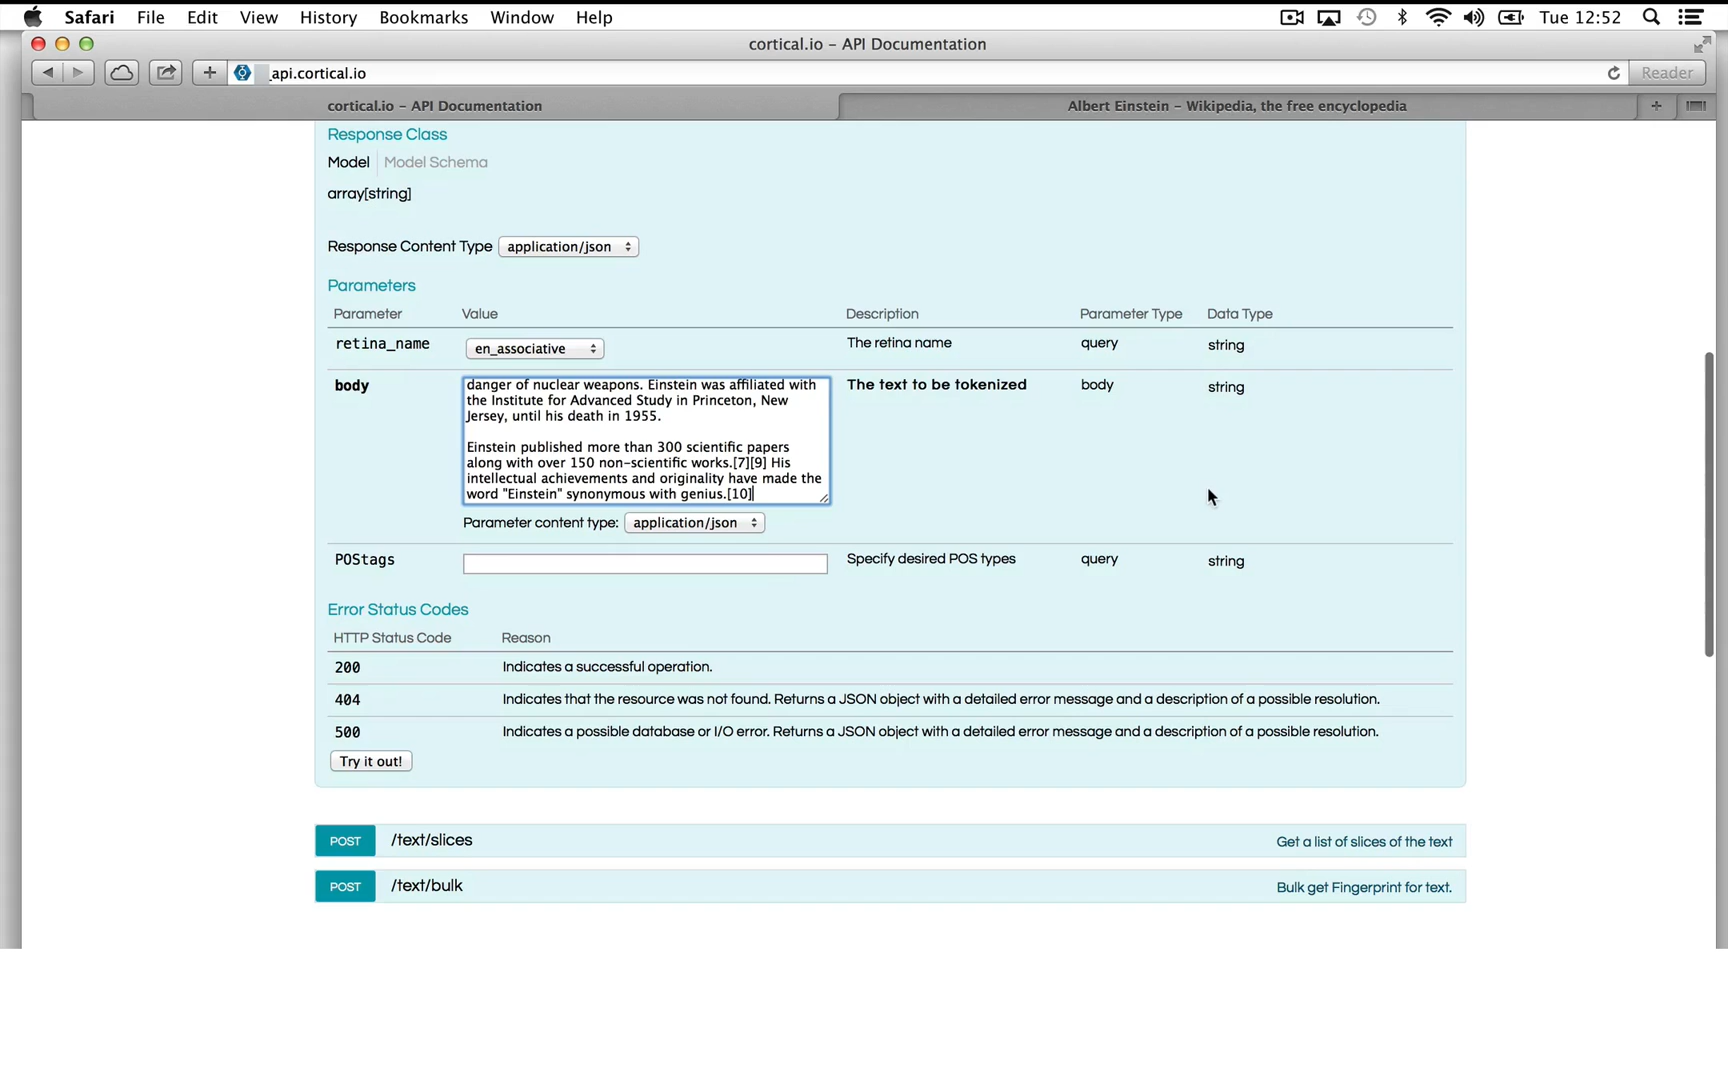 Safari File Edit View History Bookmarks Window Help Tue 12:52
cortical.io – API Documentation
_api.cortical.io Reader
cortical.io – API Documentation Albert Einstein – Wikipedia, the free encyclopedia
Response Class
Model Model Schema
array[string]
Response Content Type application/json
Parameters
Parameter Value Description Parameter Type Data Type
retina_name en_associative The retina name query string
body The text to be tokenized body string
danger of nuclear weapons. Einstein was affiliated with
the Institute for Advanced Study in Princeton, New
Jersey, until his death in 1955.
Einstein published more than 300 scientific papers
along with over 150 non-scientific works.[7][9] His
intellectual achievements and originality have made the
word "Einstein" synonymous with genius.[10]
Parameter content type: application/json
POStags Specify desired POS types query string
Error Status Codes
HTTP Status Code Reason
200 Indicates a successful operation.
404 Indicates that the resource was not found. Returns a JSON object with a detailed error message and a description of a possible resolution.
500 Indicates a possible database or I/O error. Returns a JSON object with a detailed error message and a description of a possible resolution.
Try it out!
POST /text/slices Get a list of slices of the text
POST /text/bulk Bulk get Fingerprint for text.